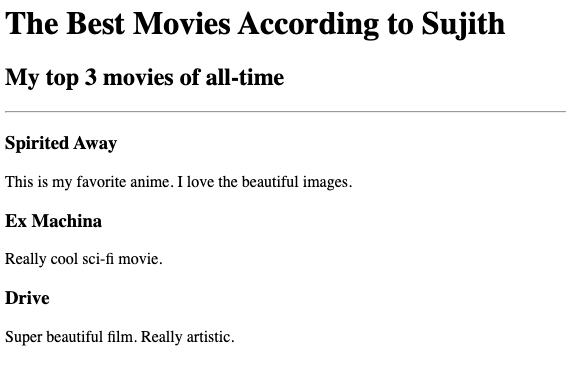 The Best Movies According to Sujith
My top 3 movies of all-time
Spirited Away
This is my favorite anime. I love the beautiful images.
Ex Machina
Really cool sci-fi movie.
Drive
Super beautiful film. Really artistic.